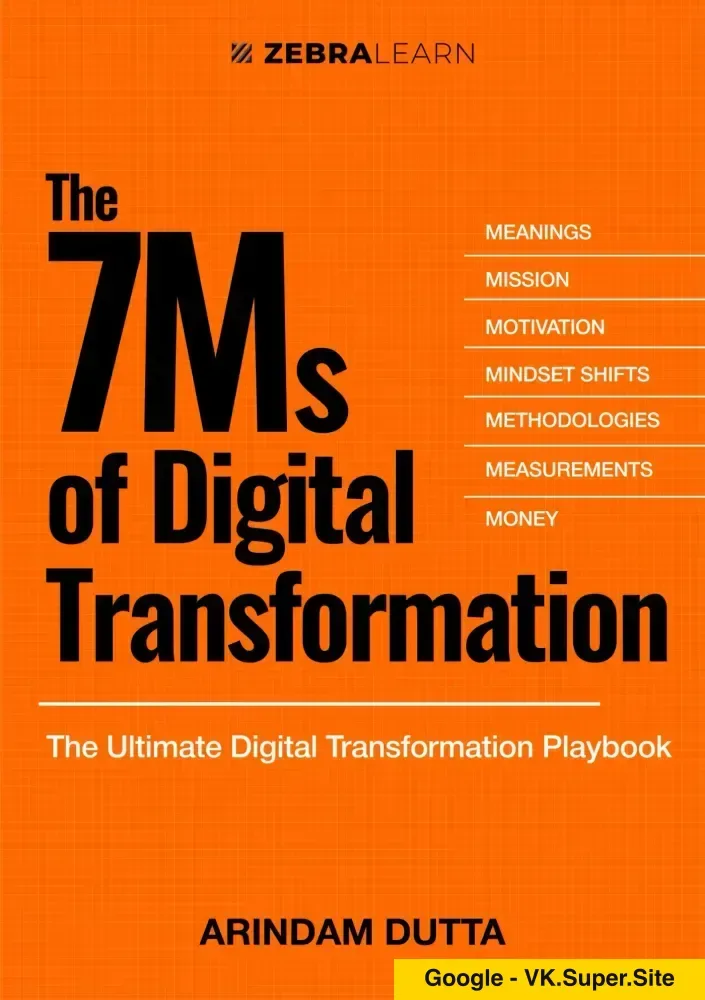 ZEBRALEARN
The
7Ms
of Digital
Transformation
MEANINGS
MISSION
MOTIVATION
MINDSET SHIFTS
METHODOLOGIES
MEASUREMENTS
MONEY
The Ultimate Digital Transformation Playbook
ARINDAM DUTTA
Google - VK.Super.Site